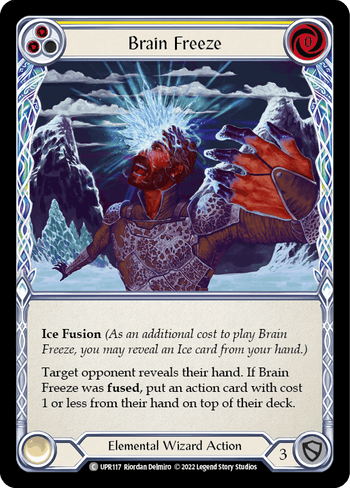 Brain Freeze
Ice Fusion (As an additional cost to play Brain
Freeze, you may reveal an Ice card from your hand.)
Target opponent reveals their hand. If Brain
Freeze was fused, put an action card with cost
1 or less from their hand on top of their deck.
Elemental Wizard Action
3
C UPR117 Riordan Delmiro © 2022 Legend Story Studios